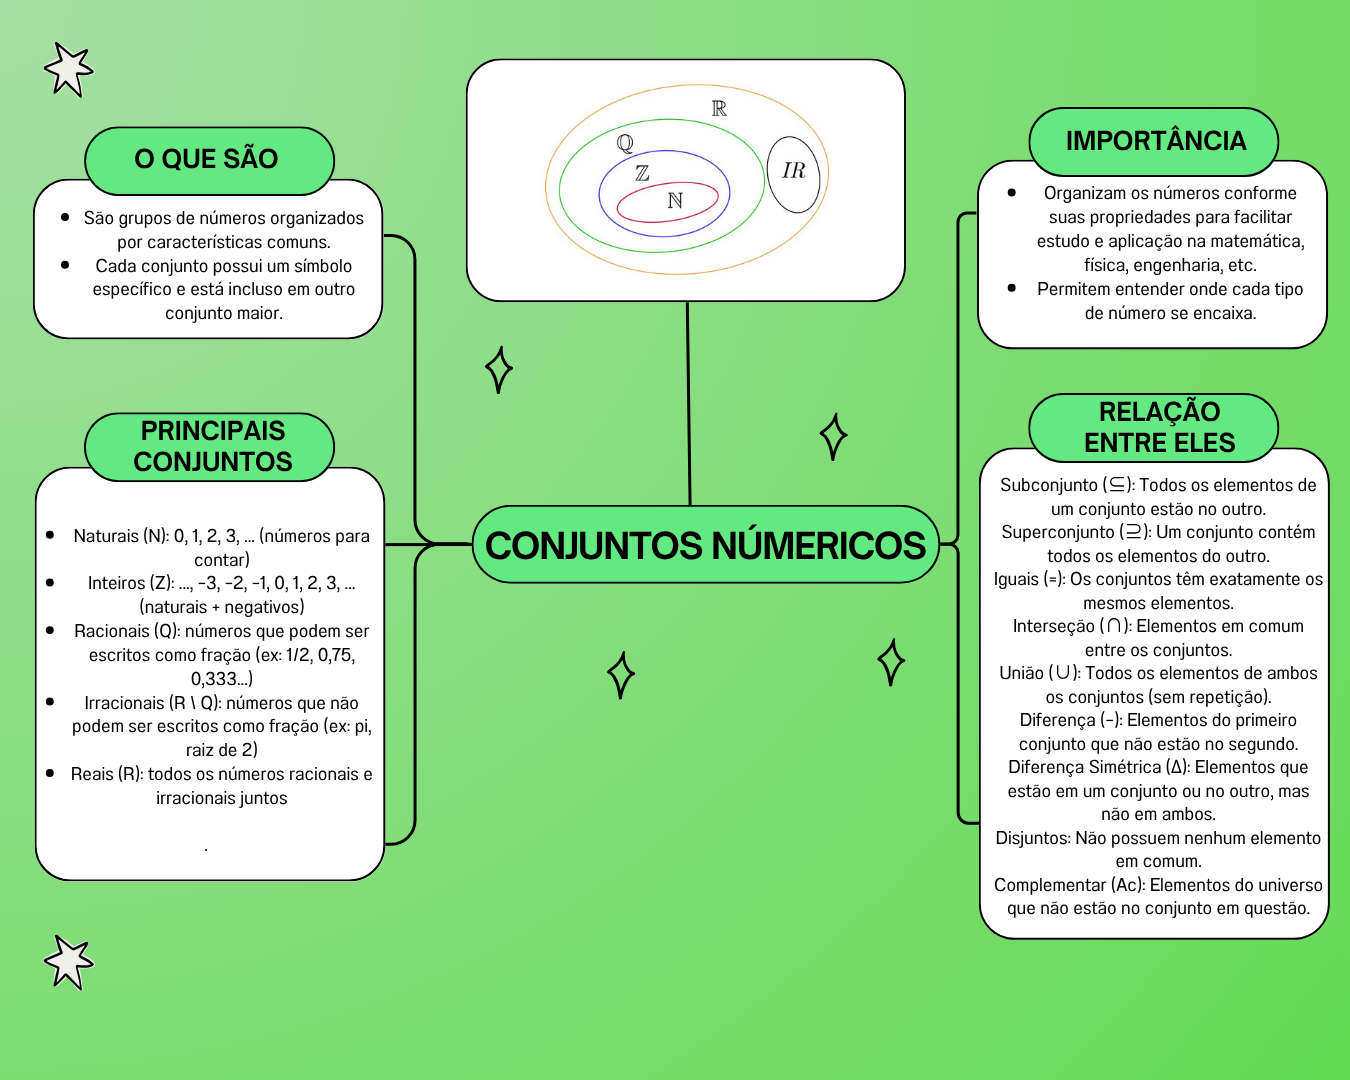 O QUE SÃO
• São grupos de números organizados
por características comuns.
• Cada conjunto possui um símbolo
específico e está incluso em outro
conjunto maior.
PRINCIPAIS
CONJUNTOS
• Naturais (N): 0, 1, 2, 3, ... (números para
contar)
• Inteiros (Z): ..., -3, -2, -1, 0, 1, 2, 3, ...
(naturais + negativos)
• Racionais (Q): números que podem ser
escritos como fração (ex: 1/2, 0,75,
0,333...)
• Irracionais (R \ Q): números que não
podem ser escritos como fração (ex: pi,
raiz de 2)
• Reais (R): todos os números racionais e
irracionais juntos
.
ℝ
ℚ
ℤ
ℕ
IR
CONJUNTOS NÚMERICOS
IMPORTÂNCIA
• Organizam os números conforme
suas propriedades para facilitar
estudo e aplicação na matemática,
física, engenharia, etc.
• Permitem entender onde cada tipo
de número se encaixa.
RELAÇÃO
ENTRE ELES
Subconjunto (⊆): Todos os elementos de
um conjunto estão no outro.
Superconjunto (⊇): Um conjunto contém
todos os elementos do outro.
Iguais (=): Os conjuntos têm exatamente os
mesmos elementos.
Interseção (∩): Elementos em comum
entre os conjuntos.
União (∪): Todos os elementos de ambos
os conjuntos (sem repetição).
Diferença (-): Elementos do primeiro
conjunto que não estão no segundo.
Diferença Simétrica (Δ): Elementos que
estão em um conjunto ou no outro, mas
não em ambos.
Disjuntos: Não possuem nenhum elemento
em comum.
Complementar (Ac): Elementos do universo
que não estão no conjunto em questão.